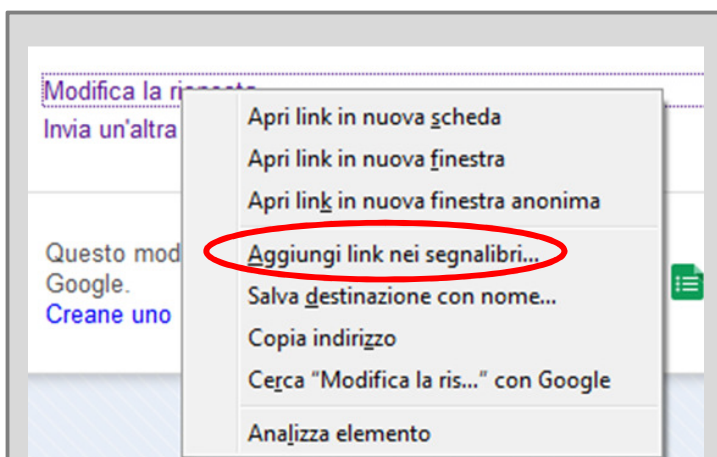 Modifica la risposta
Invia un'altra
Apri link in nuova scheda
Apri link in nuova finestra
Apri link in nuova finestra anonima
Aggiungi link nei segnalibri...
Salva destinazione con nome...
Copia indirizzo
Cerca “Modifica la ris...” con Google
Analizza elemento
Questo mod
Google.
Creane uno